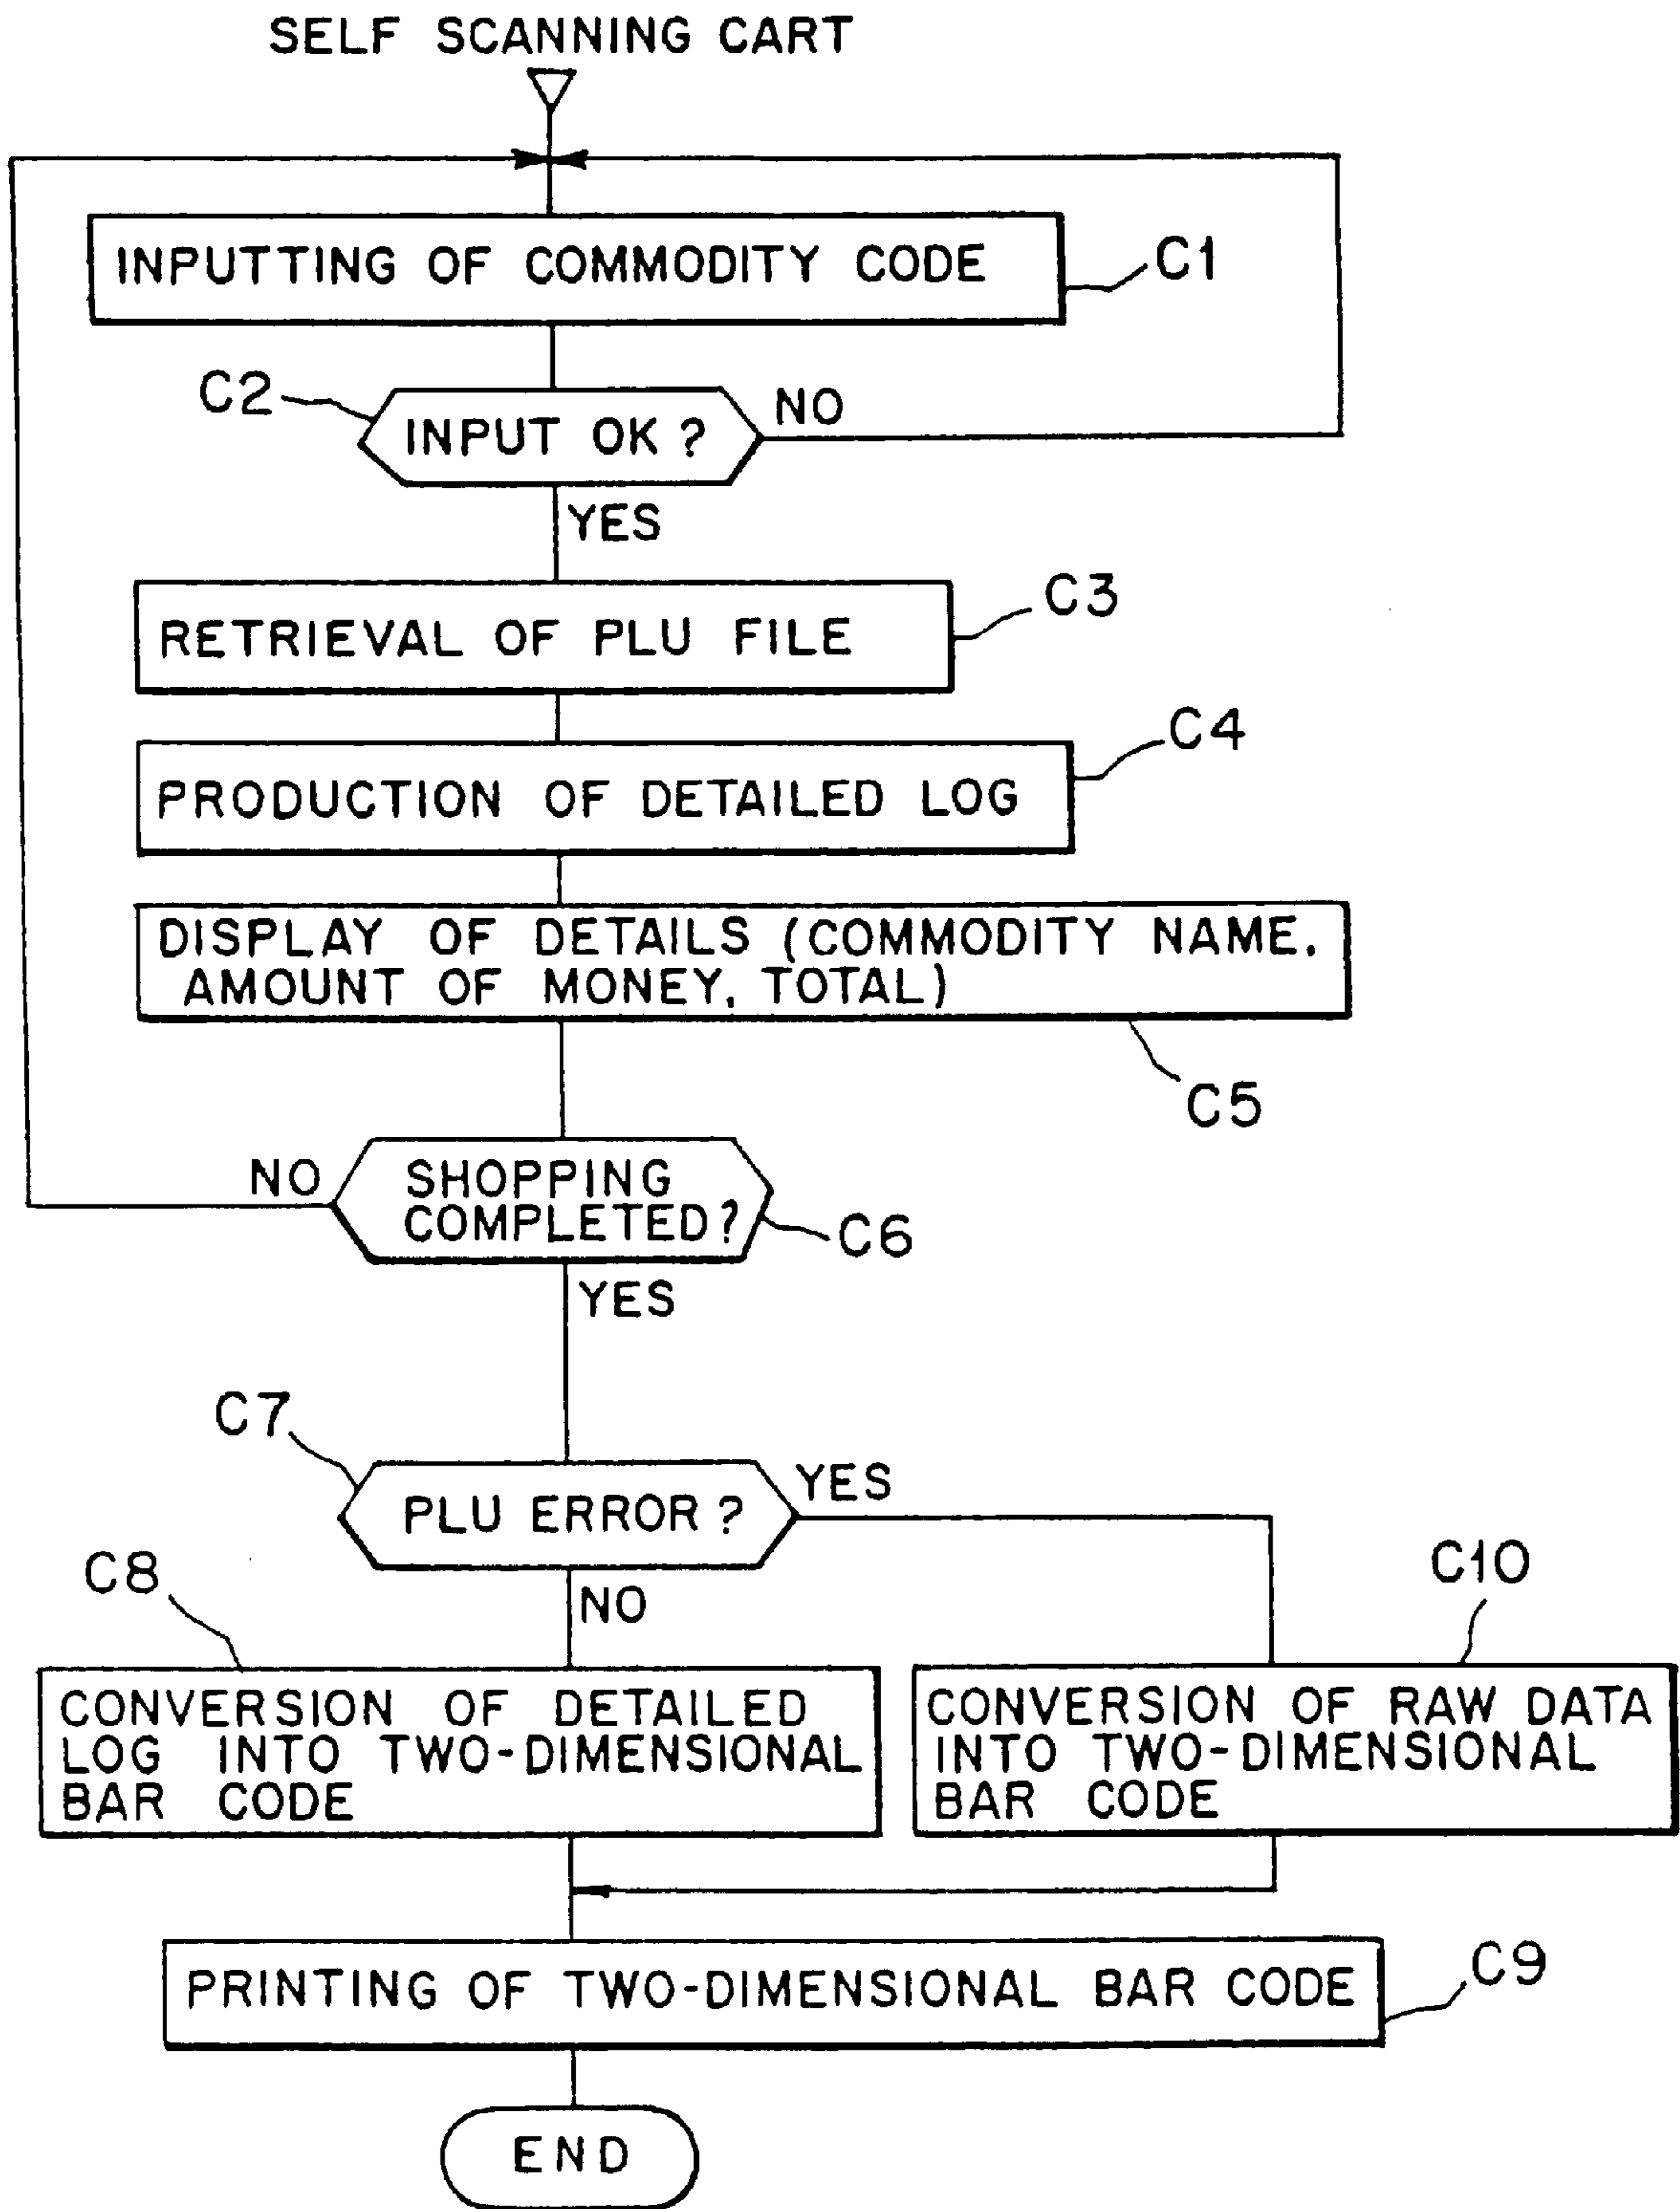 SELF SCANNING CART
INPUTTING OF COMMODITY CODE
C1
C2
INPUT OK?
NO
YES
RETRIEVAL OF PLU FILE
C3
PRODUCTION OF DETAILED LOG
C4
DISPLAY OF DETAILS (COMMODITY NAME,
AMOUNT OF MONEY, TOTAL)
C5
NO
SHOPPING
COMPLETED?
C6
YES
C7
PLU ERROR?
YES
NO
C8
C10
CONVERSION OF DETAILED
LOG INTO TWO-DIMENSIONAL
BAR CODE
CONVERSION OF RAW DATA
INTO TWO-DIMENSIONAL
BAR CODE
PRINTING OF TWO-DIMENSIONAL BAR CODE
C9
END